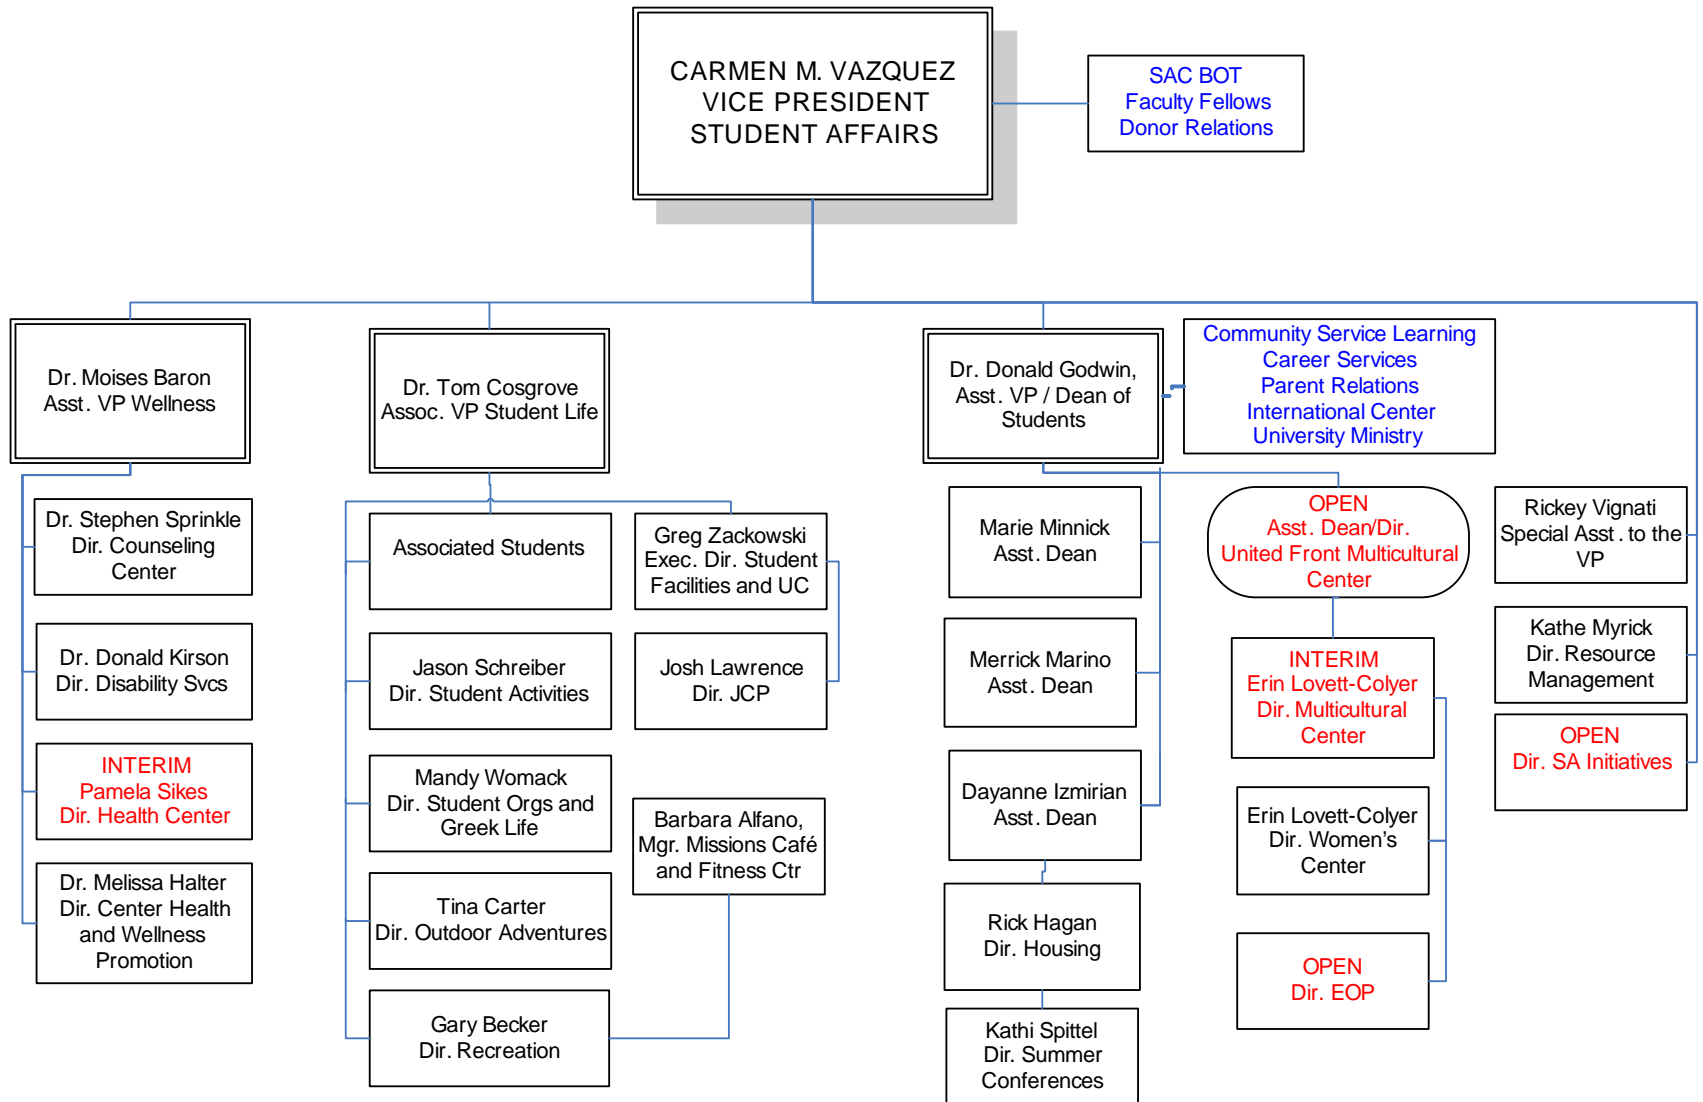 CARMEN M. VAZQUEZ
VICE PRESIDENT
STUDENT AFFAIRS
SAC BOT
Faculty Fellows
Donor Relations
Dr. Moises Baron
Asst. VP Wellness
Dr. Tom Cosgrove
Assoc. VP Student Life
Dr. Donald Godwin,
Asst. VP / Dean of
Students
Community Service Learning
Career Services
Parent Relations
International Center
University Ministry
Dr. Stephen Sprinkle
Dir. Counseling
Center
Dr. Donald Kirson
Dir. Disability Svcs
INTERIM
Pamela Sikes
Dir. Health Center
Dr. Melissa Halter
Dir. Center Health
and Wellness
Promotion
Associated Students
Jason Schreiber
Dir. Student Activities
Mandy Womack
Dir. Student Orgs and
Greek Life
Tina Carter
Dir. Outdoor Adventures
Gary Becker
Dir. Recreation
Greg Zackowski
Exec. Dir. Student
Facilities and UC
Josh Lawrence
Dir. JCP
Barbara Alfano,
Mgr. Missions Café
and Fitness Ctr
Marie Minnick
Asst. Dean
Merrick Marino
Asst. Dean
Dayanne Izmirian
Asst. Dean
Rick Hagan
Dir. Housing
Kathi Spittel
Dir. Summer
Conferences
OPEN
Asst. Dean/Dir.
United Front Multicultural
Center
INTERIM
Erin Lovett-Colyer
Dir. Multicultural
Center
Erin Lovett-Colyer
Dir. Women's
Center
OPEN
Dir. EOP
Rickey Vignati
Special Asst. to the
VP
Kathe Myrick
Dir. Resource
Management
OPEN
Dir. SA Initiatives